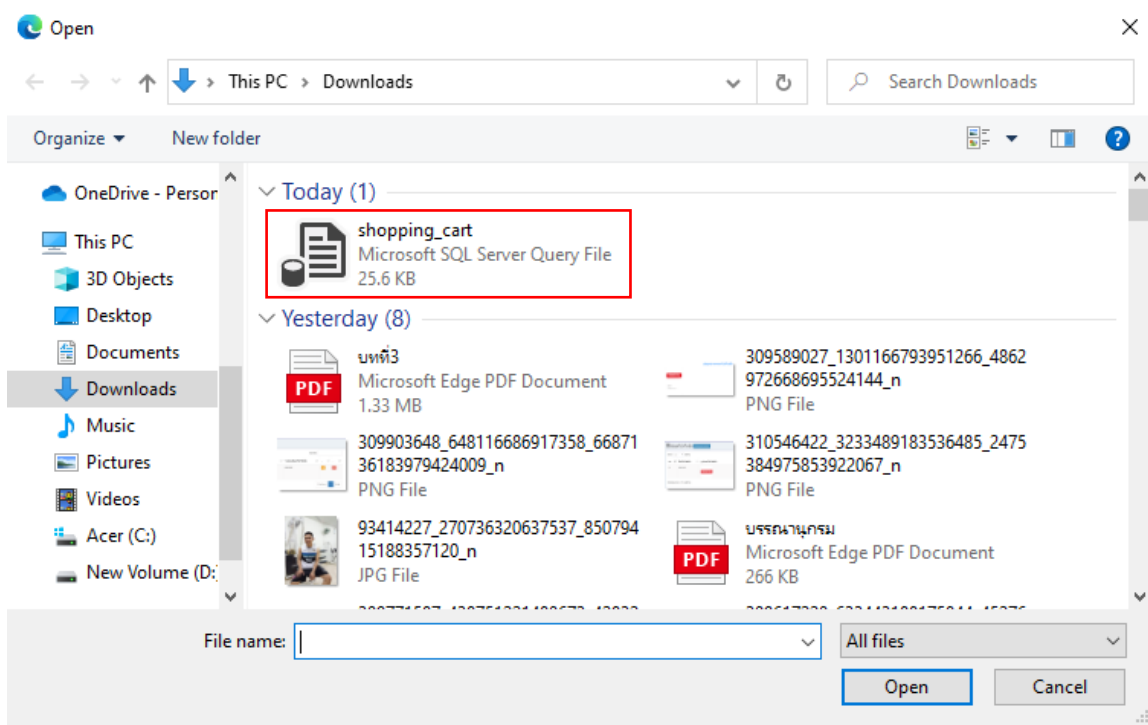 Open
This PC > Downloads
Search Downloads
Organize
New folder
OneDrive - Person
This PC
3D Objects
Desktop
Documents
Downloads
Music
Pictures
Videos
Acer (C:)
New Volume (D:)
Today (1)
shopping_cart
Microsoft SQL Server Query File
25.6 KB
Yesterday (8)
PDF
บทที่3
Microsoft Edge PDF Document
1.33 MB
309589027_1301166793951266_4862
972668695524144_n
PNG File
309903648_648116686917358_66871
36183979424009_n
PNG File
310546422_3233489183536485_2475
384975853922067_n
PNG File
93414227_270736320637537_850794
15188357120_n
JPG File
PDF
บรรณานุกรม
Microsoft Edge PDF Document
266 KB
File name:
All files
Open
Cancel